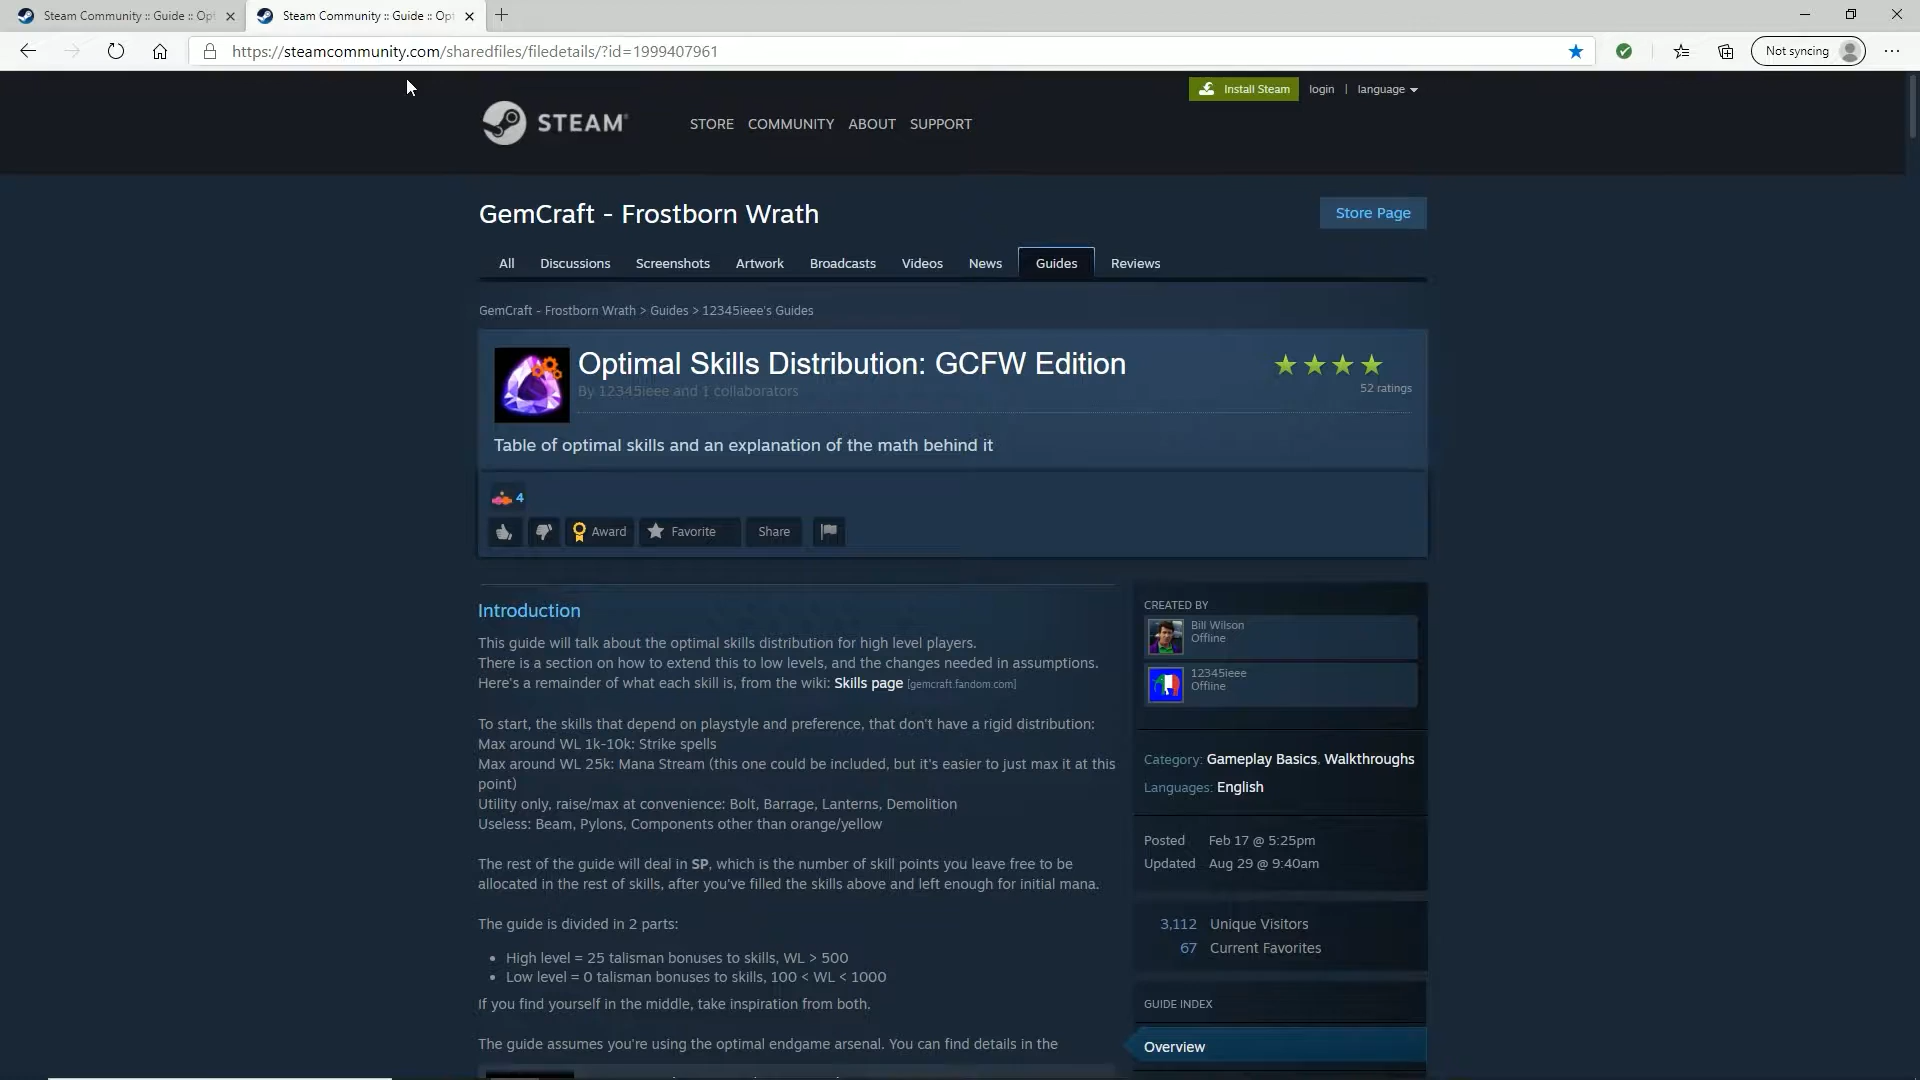 Steam Community :: Guide :: Opt
Steam Community :: Guide :: Opt
https://steamcommunity.com/sharedfiles/filedetails/?id=1999407961
Not syncing
Install Steam
login | language
STEAM
STORE COMMUNITY ABOUT SUPPORT
GemCraft - Frostborn Wrath
Store Page
All Discussions Screenshots Artwork Broadcasts Videos News Guides Reviews
GemCraft - Frostborn Wrath > Guides > 12345ieee's Guides
Optimal Skills Distribution: GCFW Edition
By 12345ieee and 1 collaborators
52 ratings
Table of optimal skills and an explanation of the math behind it
4
Award Favorite Share
Introduction
This guide will talk about the optimal skills distribution for high level players.
There is a section on how to extend this to low levels, and the changes needed in assumptions.
Here's a remainder of what each skill is, from the wiki: Skills page [gemcraft.fandom.com]
To start, the skills that depend on playstyle and preference, that don't have a rigid distribution:
Max around WL 1k-10k: Strike spells
Max around WL 25k: Mana Stream (this one could be included, but it's easier to just max it at this
point)
Utility only, raise/max at convenience: Bolt, Barrage, Lanterns, Demolition
Useless: Beam, Pylons, Components other than orange/yellow
The rest of the guide will deal in SP, which is the number of skill points you leave free to be
allocated in the rest of skills, after you've filled the skills above and left enough for initial mana.
The guide is divided in 2 parts:
• High level = 25 talisman bonuses to skills, WL > 500
• Low level = 0 talisman bonuses to skills, 100 < WL < 1000
If you find yourself in the middle, take inspiration from both.
The guide assumes you're using the optimal endgame arsenal. You can find details in the
CREATED BY
Bill Wilson
Offline
12345ieee
Offline
Category: Gameplay Basics, Walkthroughs
Languages: English
Posted Feb 17 @ 5:25pm
Updated Aug 29 @ 9:40am
3,112 Unique Visitors
67 Current Favorites
GUIDE INDEX
Overview